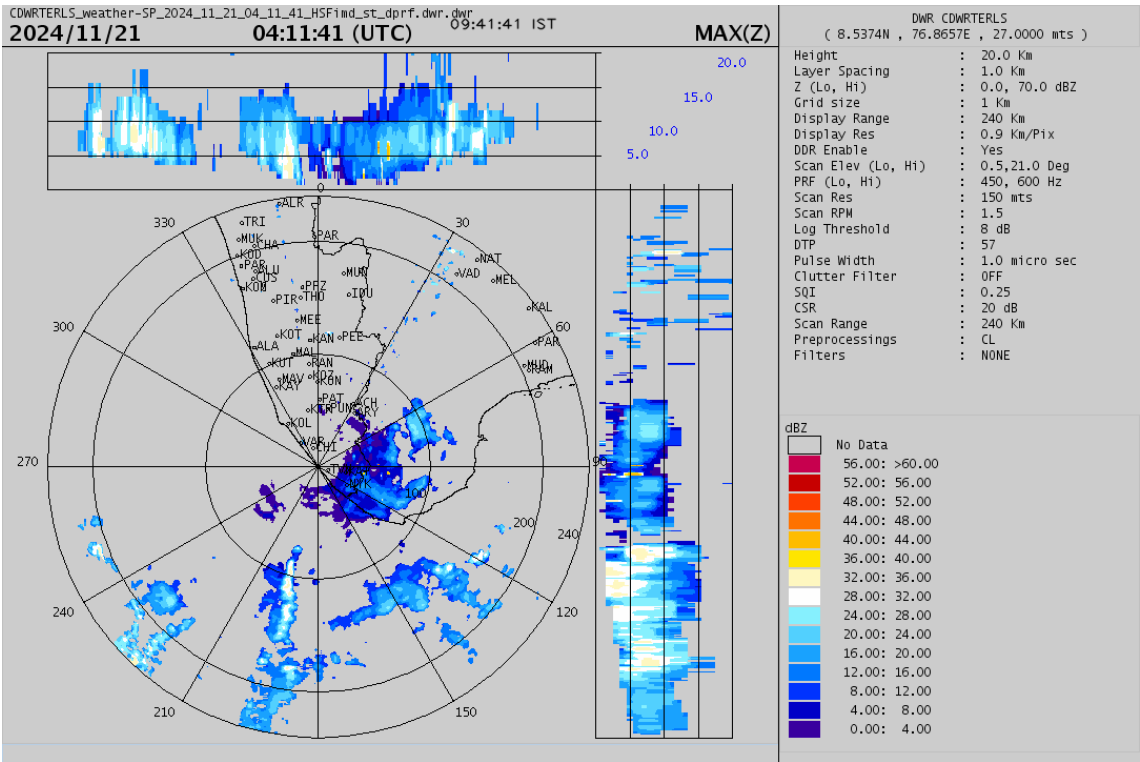 CDWRTERLS_weather-SP_2024_11_21_04_11_41_HSFimd_st_dprf.dwr.dwr
09:41:41 IST
2024/11/21 04:11:41 (UTC) MAX(Z)
20.0
15.0
10.0
5.0
0
330
30
300
60
270
90
240
120
210
150
100
200
240
ALR
TRI
PAR
MUK
CHA
KOD
NAT
PAR
ALU
MUN
VAD
CUS
MEL
KOM
PFZ
IDU
PIR
THO
KAL
MEE
KOT
KAN
PEE
PAR
ALA
MAL
KUT
RAN
MUD
RAM
MAV
KOZ
KAY
KON
PAT
ACH
PUN
ARY
KOL
VAR
CHI
DWR CDWRTERLS
( 8.5374N , 76.8657E , 27.0000 mts )
Height : 20.0 Km
Layer Spacing : 1.0 Km
Z (Lo, Hi) : 0.0, 70.0 dBZ
Grid size : 1 Km
Display Range : 240 Km
Display Res : 0.9 Km/Pix
DDR Enable : Yes
Scan Elev (Lo, Hi) : 0.5,21.0 Deg
PRF (Lo, Hi) : 450, 600 Hz
Scan Res : 150 mts
Scan RPM : 1.5
Log Threshold : 8 dB
DTP : 57
Pulse Width : 1.0 micro sec
Clutter Filter : OFF
SQI : 0.25
CSR : 20 dB
Scan Range : 240 Km
Preprocessings : CL
Filters : NONE
dBZ
No Data
56.00: >60.00
52.00: 56.00
48.00: 52.00
44.00: 48.00
40.00: 44.00
36.00: 40.00
32.00: 36.00
28.00: 32.00
24.00: 28.00
20.00: 24.00
16.00: 20.00
12.00: 16.00
8.00: 12.00
4.00: 8.00
0.00: 4.00